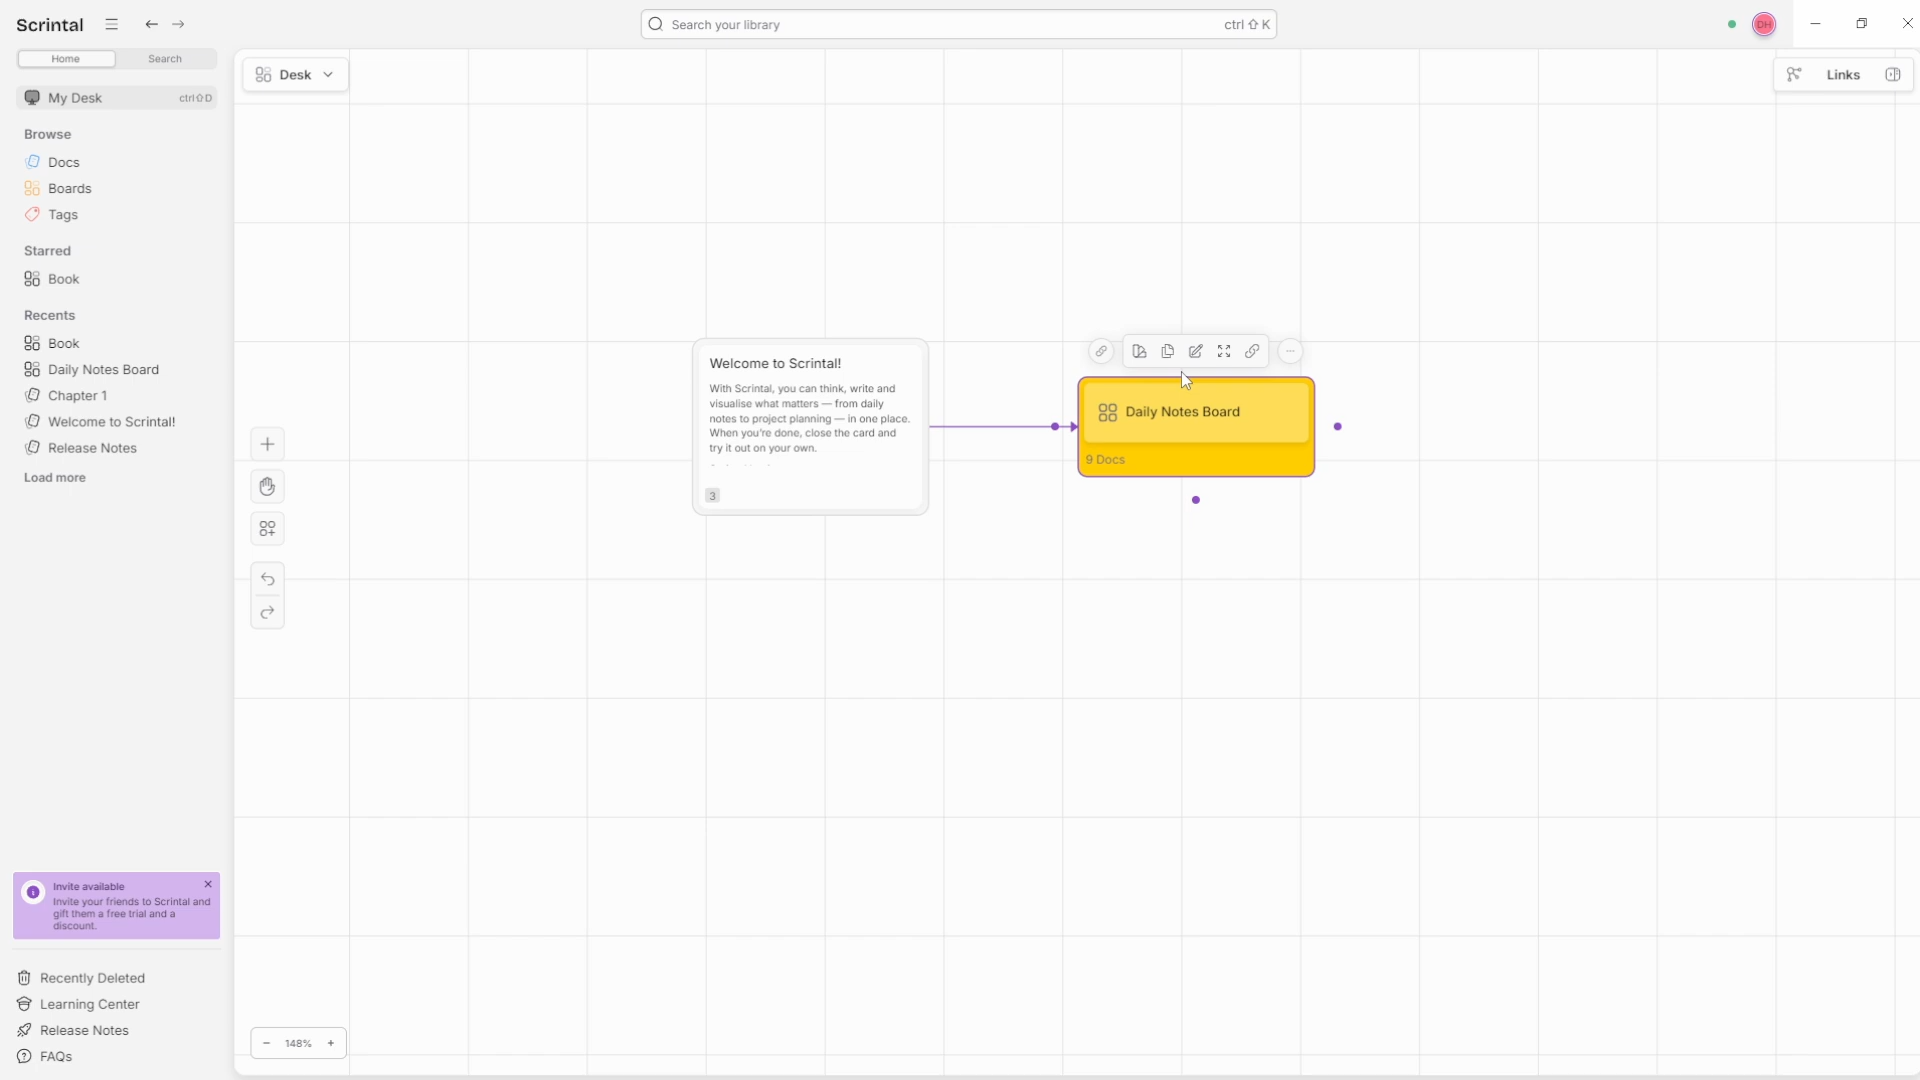 Scrintal
Search your library ctrl ⇧ K
DH
Home Search
My Desk ctrl⇧D
Browse
Docs
Boards
Tags
Starred
Book
Recents
Book
Daily Notes Board
Chapter 1
Welcome to Scrintal!
Release Notes
Load more
Invite available
Invite your friends to Scrintal and
gift them a free trial and a
discount.
Recently Deleted
Learning Center
Release Notes
FAQs
Desk
Links
Welcome to Scrintal!
With Scrintal, you can think, write and
visualise what matters — from daily
notes to project planning — in one place.
When you're done, close the card and
try it out on your own.
3
Daily Notes Board
9 Docs
− 148% +